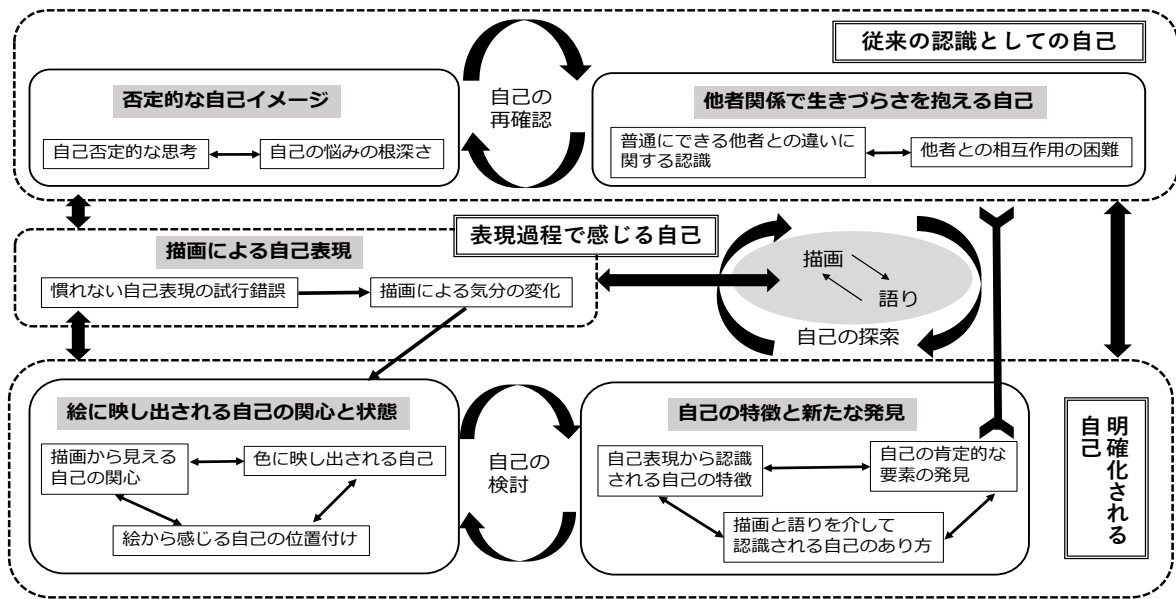 従来の認識としての自己
否定的な自己イメージ
自己否定的な思考
自己の悩みの根深さ
自己の
再確認
他者関係で生きづらさを抱える自己
普通にできる他者との違いに
関する認識
他者との相互作用の困難
表現過程で感じる自己
描画による自己表現
慣れない自己表現の試行錯誤
描画による気分の変化
描画
語り
自己の探索
絵に映し出される自己の関心と状態
描画から見える
自己の関心
色に映し出される自己
絵から感じる自己の位置付け
自己の
検討
自己の特徴と新たな発見
自己表現から認識
される自己の特徴
自己の肯定的な
要素の発見
描画と語りを介して
認識される自己のあり方
明確化される
自己